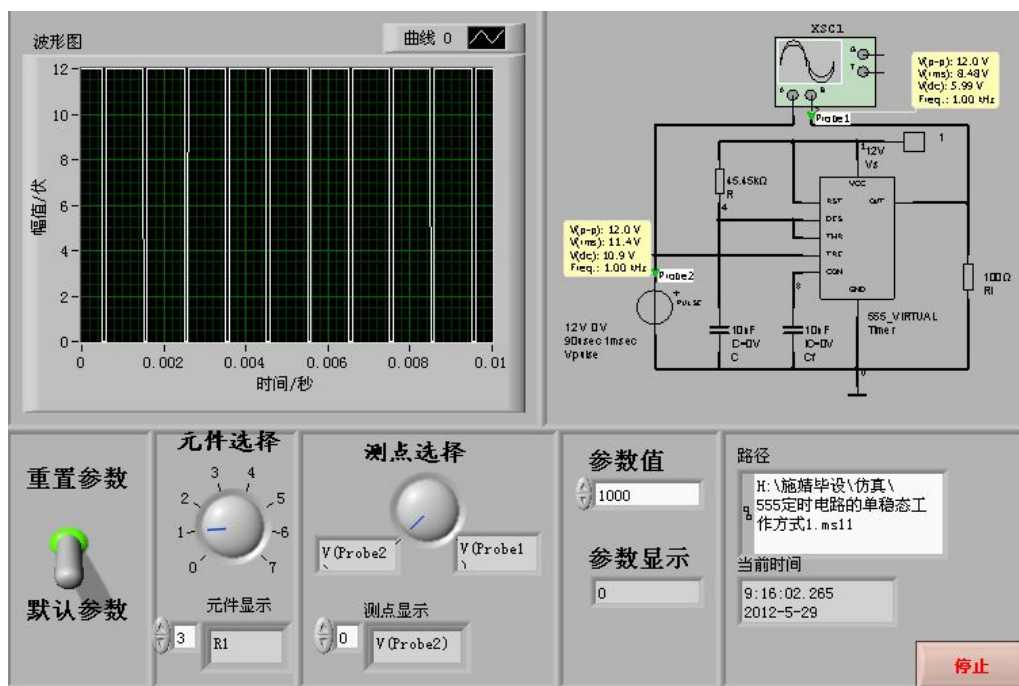 波形图
曲线 0
12
10
8
6
4
2
0
幅值/伏
0
0.002
0.004
0.006
0.008
0.01
时间/秒
XSC1
G
T
A
B
V(p-p): 12.0 V
V(rms): 8.48 V
V(dc): 5.99 V
Freq.: 1.00 kHz
Probe1
12V
Vs
1
1
45.45kΩ
R
4
VCC
RST
OUT
DIS
THR
TRI
CON
GND
8
555_VIRTUAL
Timer
100Ω
Rl
V(p-p): 12.0 V
V(rms): 11.4 V
V(dc): 10.9 V
Freq.: 1.00 kHz
Probe2
PULSE
12V 0V
1msec
Vpulse
10nF
IC=0V
C
10nF
IC=0V
Cf
0
重置参数
默认参数
元件选择
0
1
2
3
4
5
6
7
元件显示
3
R1
测点选择
V(Probe2
)
V(Probe1
)
测点显示
0
V(Probe2)
参数值
1000
参数显示
0
路径
H:\施婧毕设\仿真\
555定时电路的单稳态工
作方式1.ms11
当前时间
9:16:02.265
2012-5-29
停止